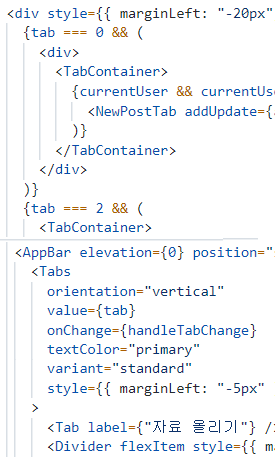 <div style={{ marginLeft: "-20px"
{tab === 0 && (
<div>
<TabContainer>
{currentUser && currentUs
<NewPostTab addUpdate={
)}
</TabContainer>
</div>
)}
{tab === 2 && (
<TabContainer>
<AppBar elevation={0} position="
<Tabs
orientation="vertical"
value={tab}
onChange={handleTabChange}
textColor="primary"
variant="standard"
style={{ marginLeft: "-5px"
>
<Tab label={"자료 올리기"} /
<Divider flexItem style={{ m